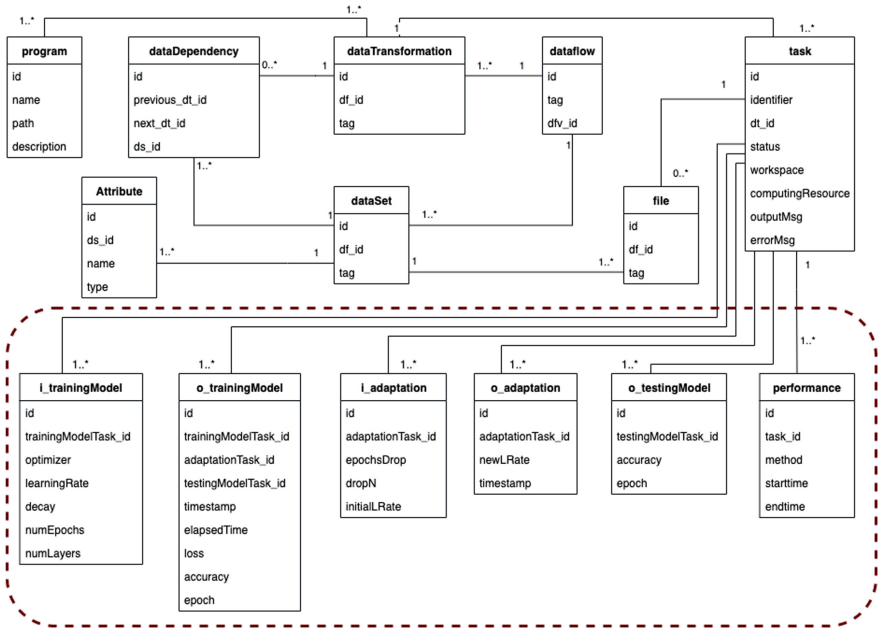 1..*
1..*
1
1..*
program
id
name
path
description
dataDependency
id
previous_dt_id
next_dt_id
ds_id
0..*
1
dataTransformation
id
df_id
tag
1..*
1
dataflow
id
tag
dfv_id
1
task
id
identifier
dt_id
status
workspace
computingResource
outputMsg
errorMsg
1
0..*
1
1..*
Attribute
id
ds_id
name
type
1..*
1
1
dataSet
id
df_id
tag
1..*
1
1..*
file
id
df_id
tag
1..*
1..*
1..*
1..*
1..*
1..*
i_trainingModel
id
trainingModelTask_id
optimizer
learningRate
decay
numEpochs
numLayers
o_trainingModel
id
trainingModelTask_id
adaptationTask_id
testingModelTask_id
timestamp
elapsedTime
loss
accuracy
epoch
i_adaptation
id
adaptationTask_id
epochsDrop
dropN
initialLRate
o_adaptation
id
adaptationTask_id
newLRate
timestamp
o_testingModel
id
testingModelTask_id
accuracy
epoch
performance
id
task_id
method
starttime
endtime